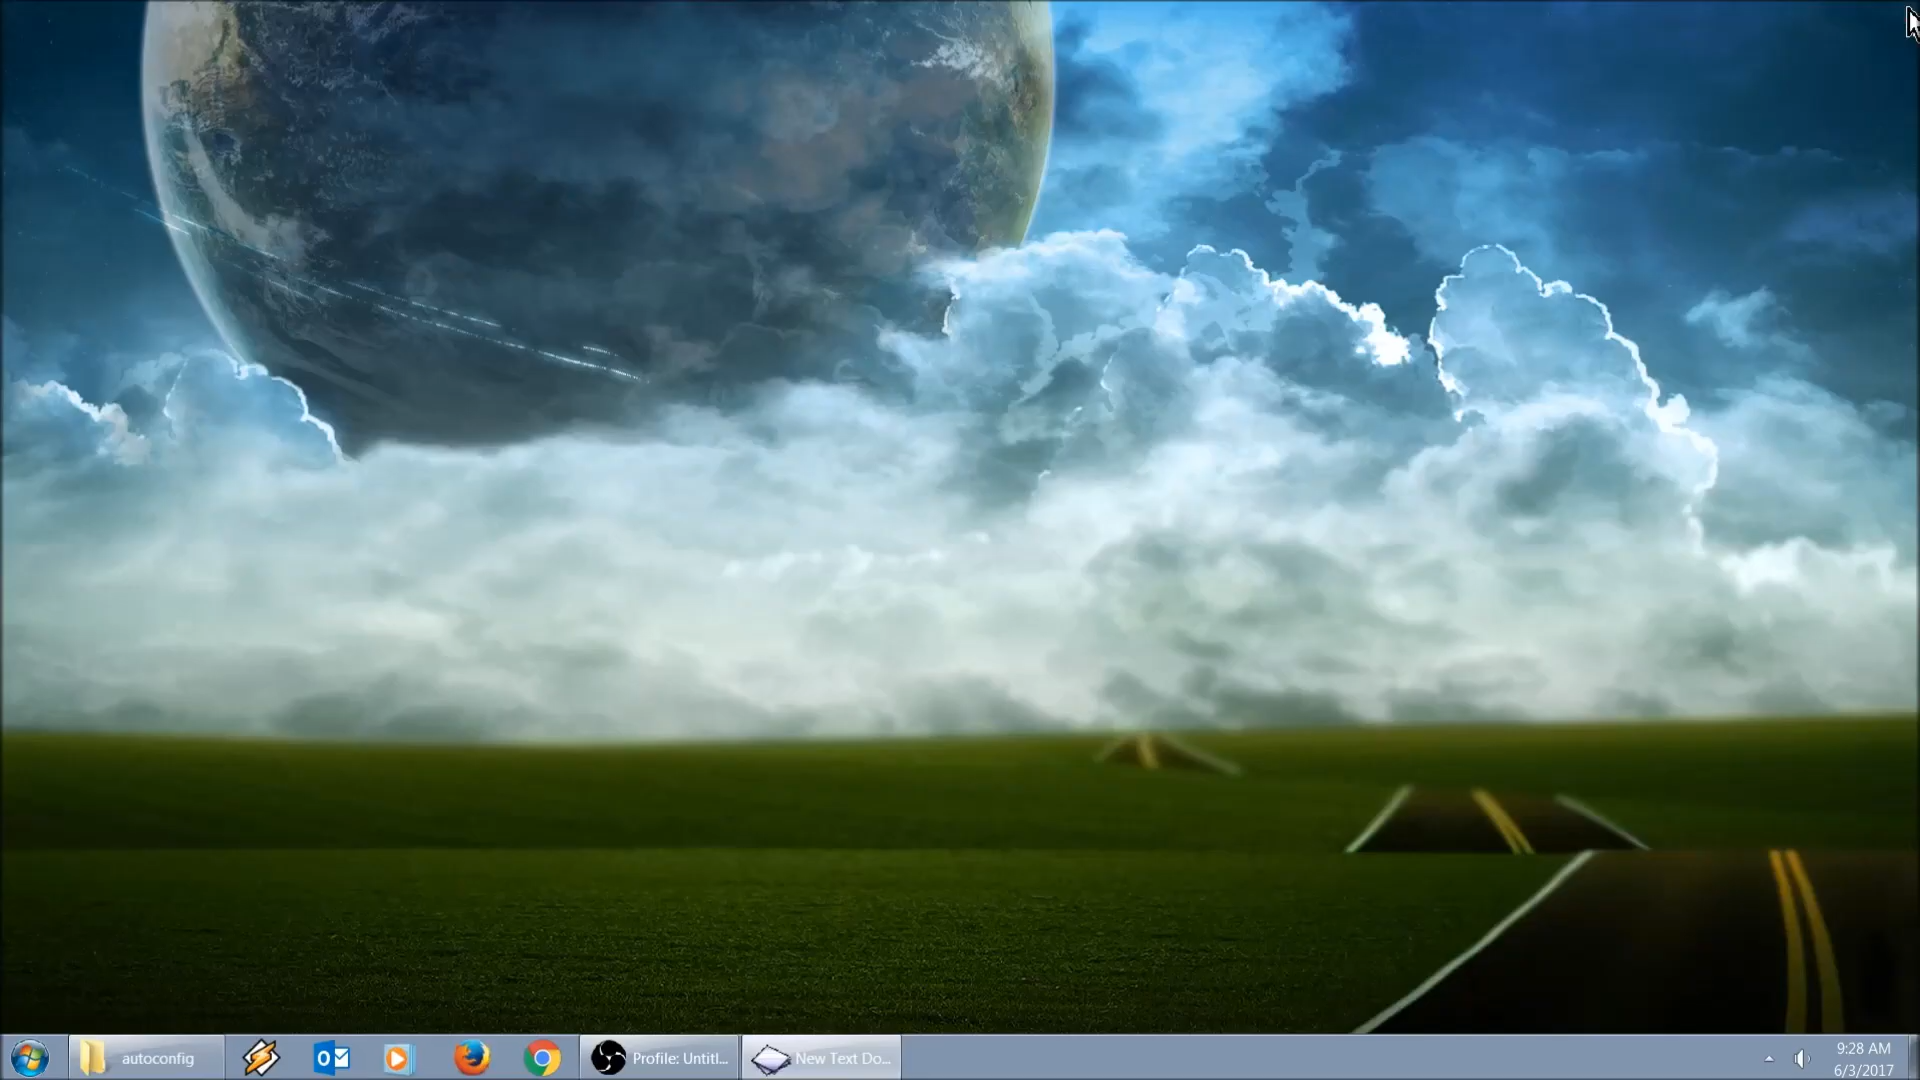 autoconfig
Profile: Untitl...
New Text Do...
9:28 AM
6/3/2017